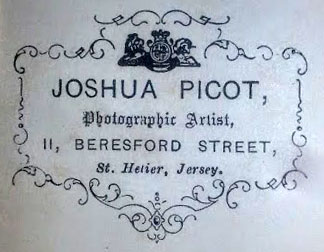 JOSHUA PICOT,
Photographic Artist,
11, BERESFORD STREET,
St. Helier, Jersey.